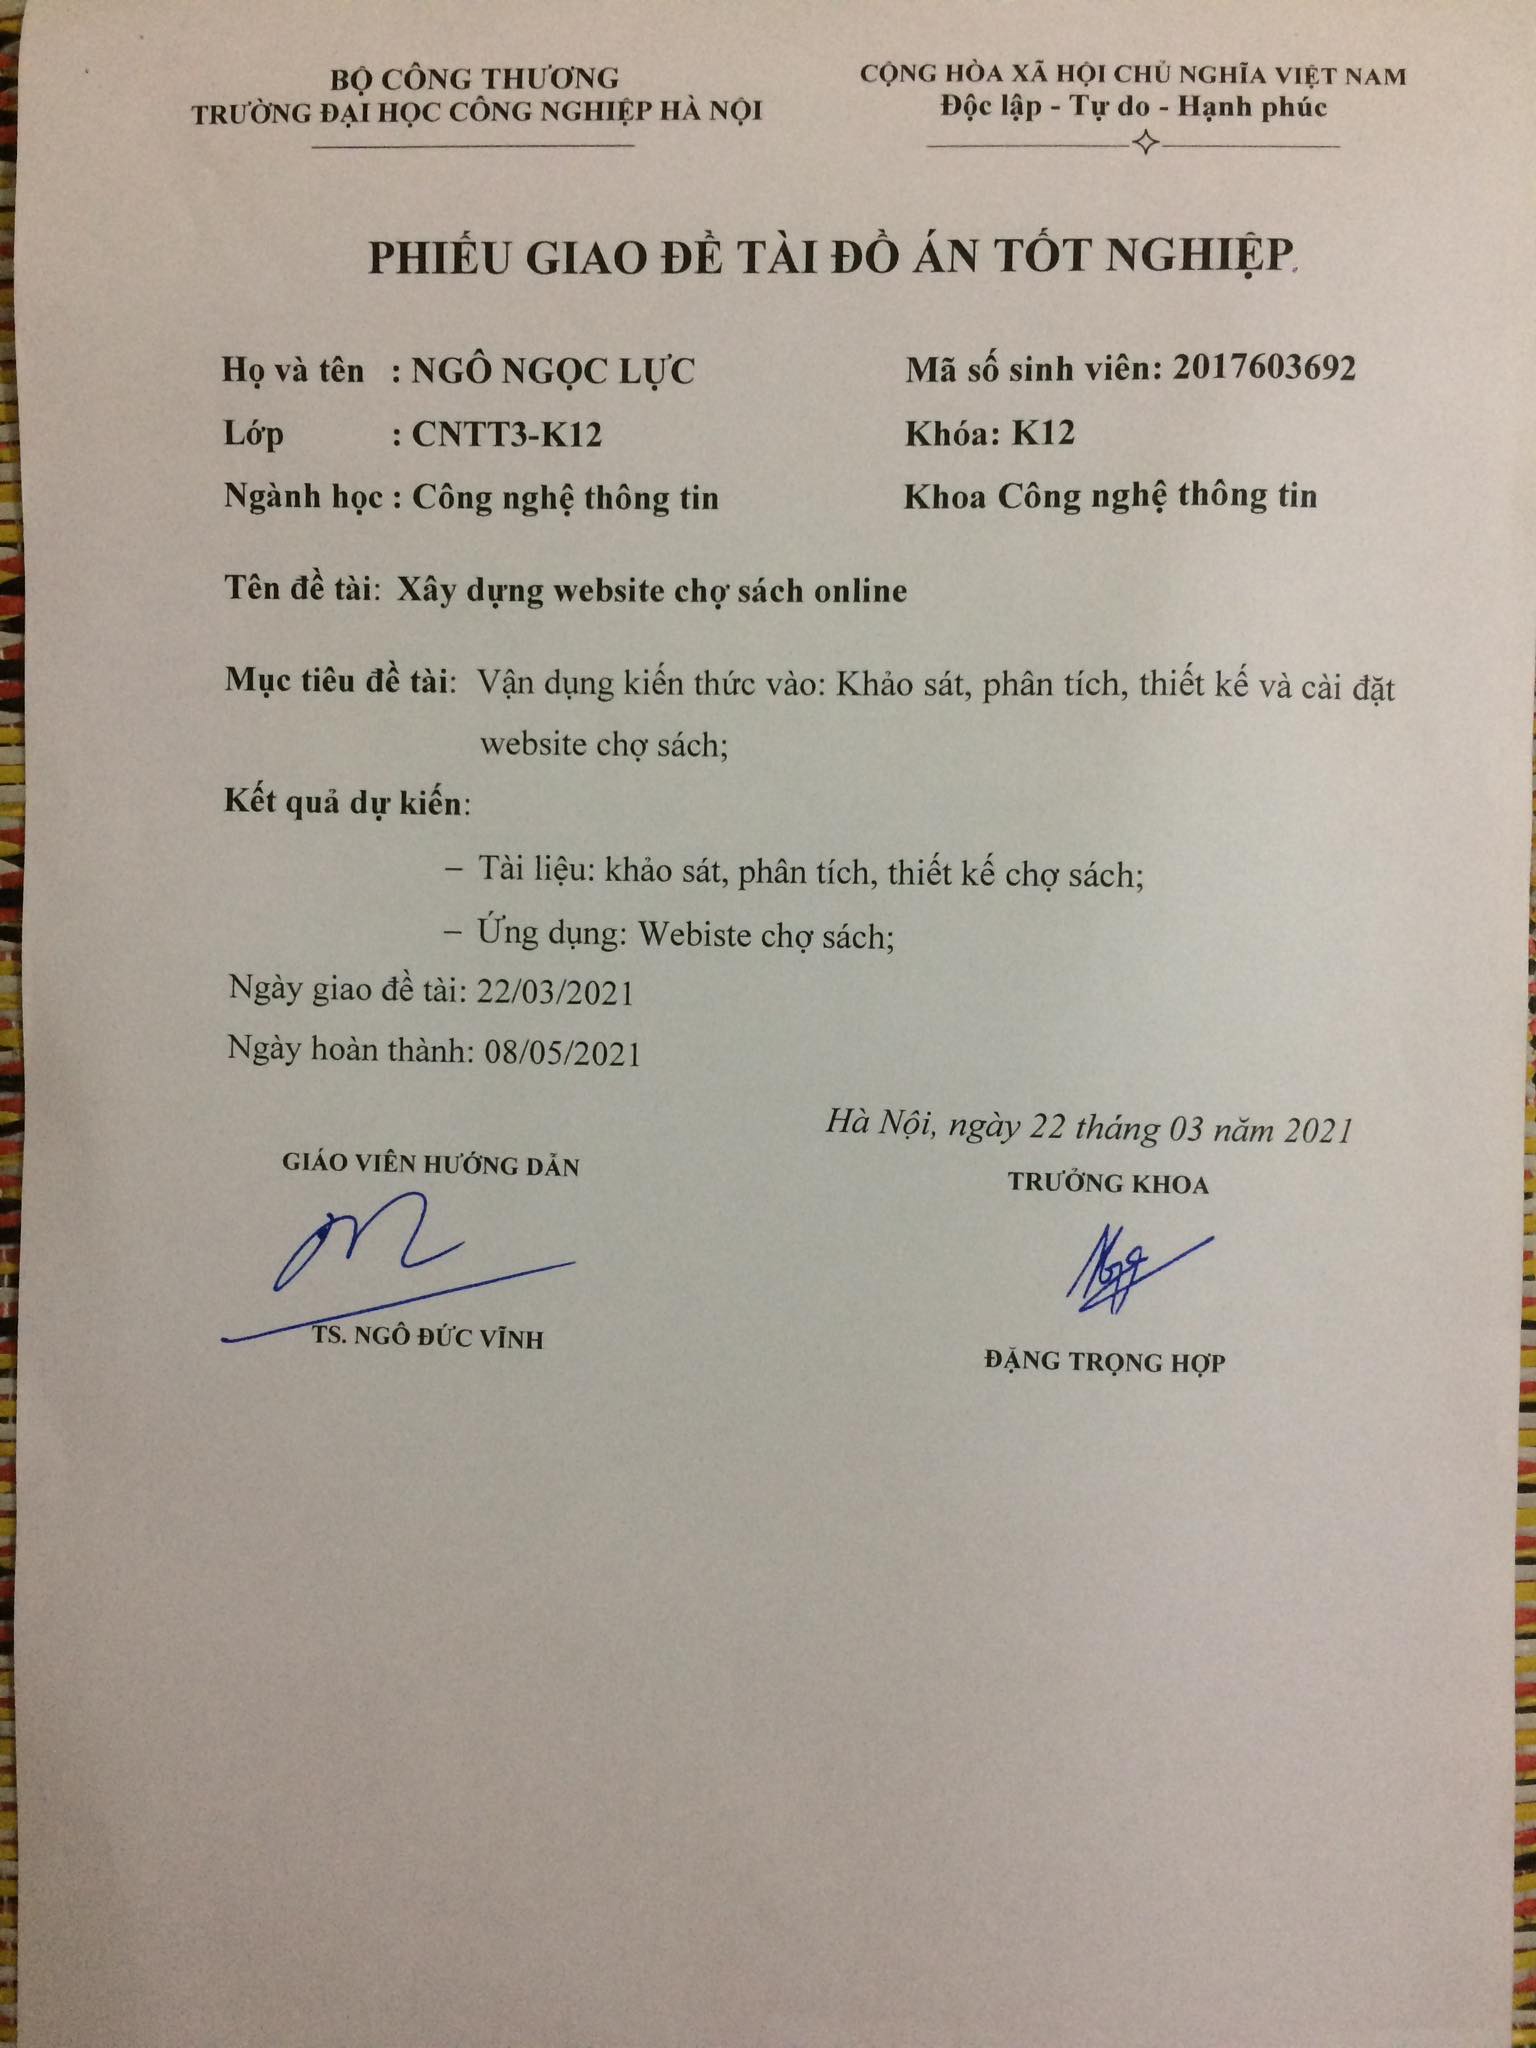 BỘ CÔNG THƯƠNG
TRƯỜNG ĐẠI HỌC CÔNG NGHIỆP HÀ NỘI
CỘNG HÒA XÃ HỘI CHỦ NGHĨA VIỆT NAM
Độc lập - Tự do - Hạnh phúc
PHIẾU GIAO ĐỀ TÀI ĐỒ ÁN TỐT NGHIỆP
Họ và tên : NGÔ NGỌC LỰC Mã số sinh viên: 2017603692
Lớp : CNTT3-K12 Khóa: K12
Ngành học : Công nghệ thông tin Khoa Công nghệ thông tin
Tên đề tài: Xây dựng website chợ sách online
Mục tiêu đề tài: Vận dụng kiến thức vào: Khảo sát, phân tích, thiết kế và cài đặt
website chợ sách;
Kết quả dự kiến:
– Tài liệu: khảo sát, phân tích, thiết kế chợ sách;
– Ứng dụng: Webiste chợ sách;
Ngày giao đề tài: 22/03/2021
Ngày hoàn thành: 08/05/2021
Hà Nội, ngày 22 tháng 03 năm 2021
GIÁO VIÊN HƯỚNG DẪN
TRƯỞNG KHOA
TS. NGÔ ĐỨC VĨNH
ĐẶNG TRỌNG HỢP